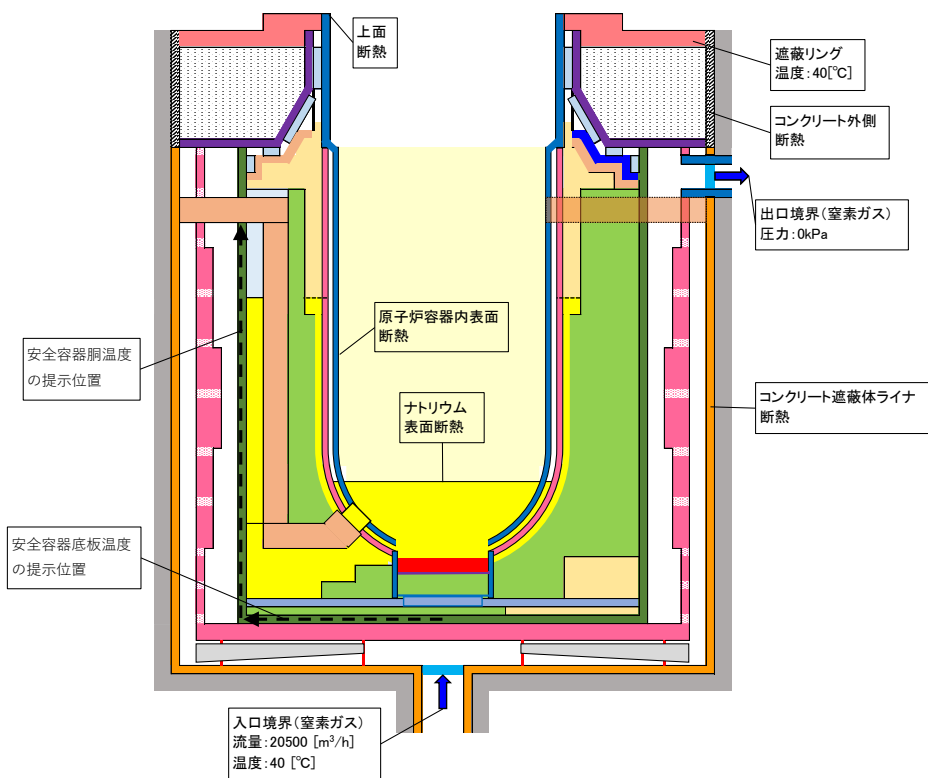 上面
断熱
遮蔽リング
温度：40[℃]
コンクリート外側
断熱
出口境界（窒素ガス）
圧力：0kPa
原子炉容器内表面
断熱
安全容器胴温度
の提示位置
コンクリート遮蔽体ライナ
断熱
ナトリウム
表面断熱
安全容器底板温度
の提示位置
入口境界（窒素ガス）
流量：20500 [m³/h]
温度：40 [℃]